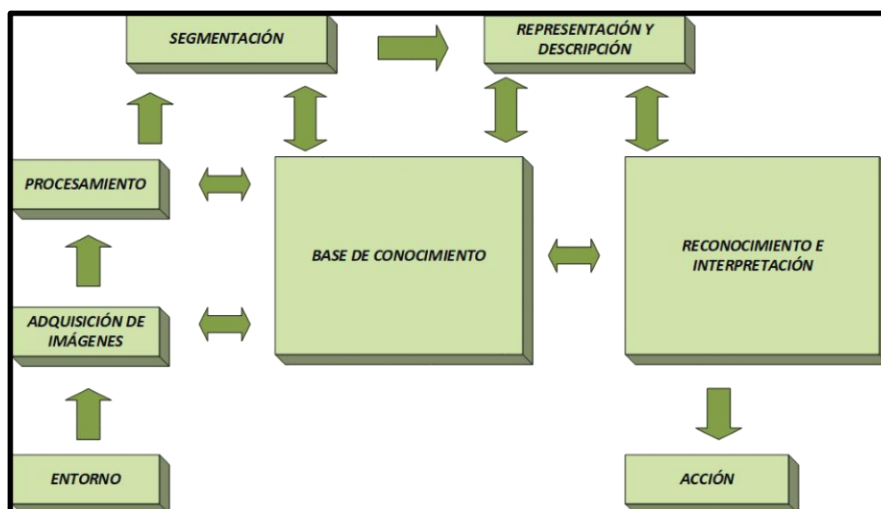 SEGMENTACIÓN
REPRESENTACIÓN Y
DESCRIPCIÓN
PROCESAMIENTO
BASE DE CONOCIMIENTO
RECONOCIMIENTO E
INTERPRETACIÓN
ADQUISICIÓN DE
IMÁGENES
ENTORNO
ACCIÓN